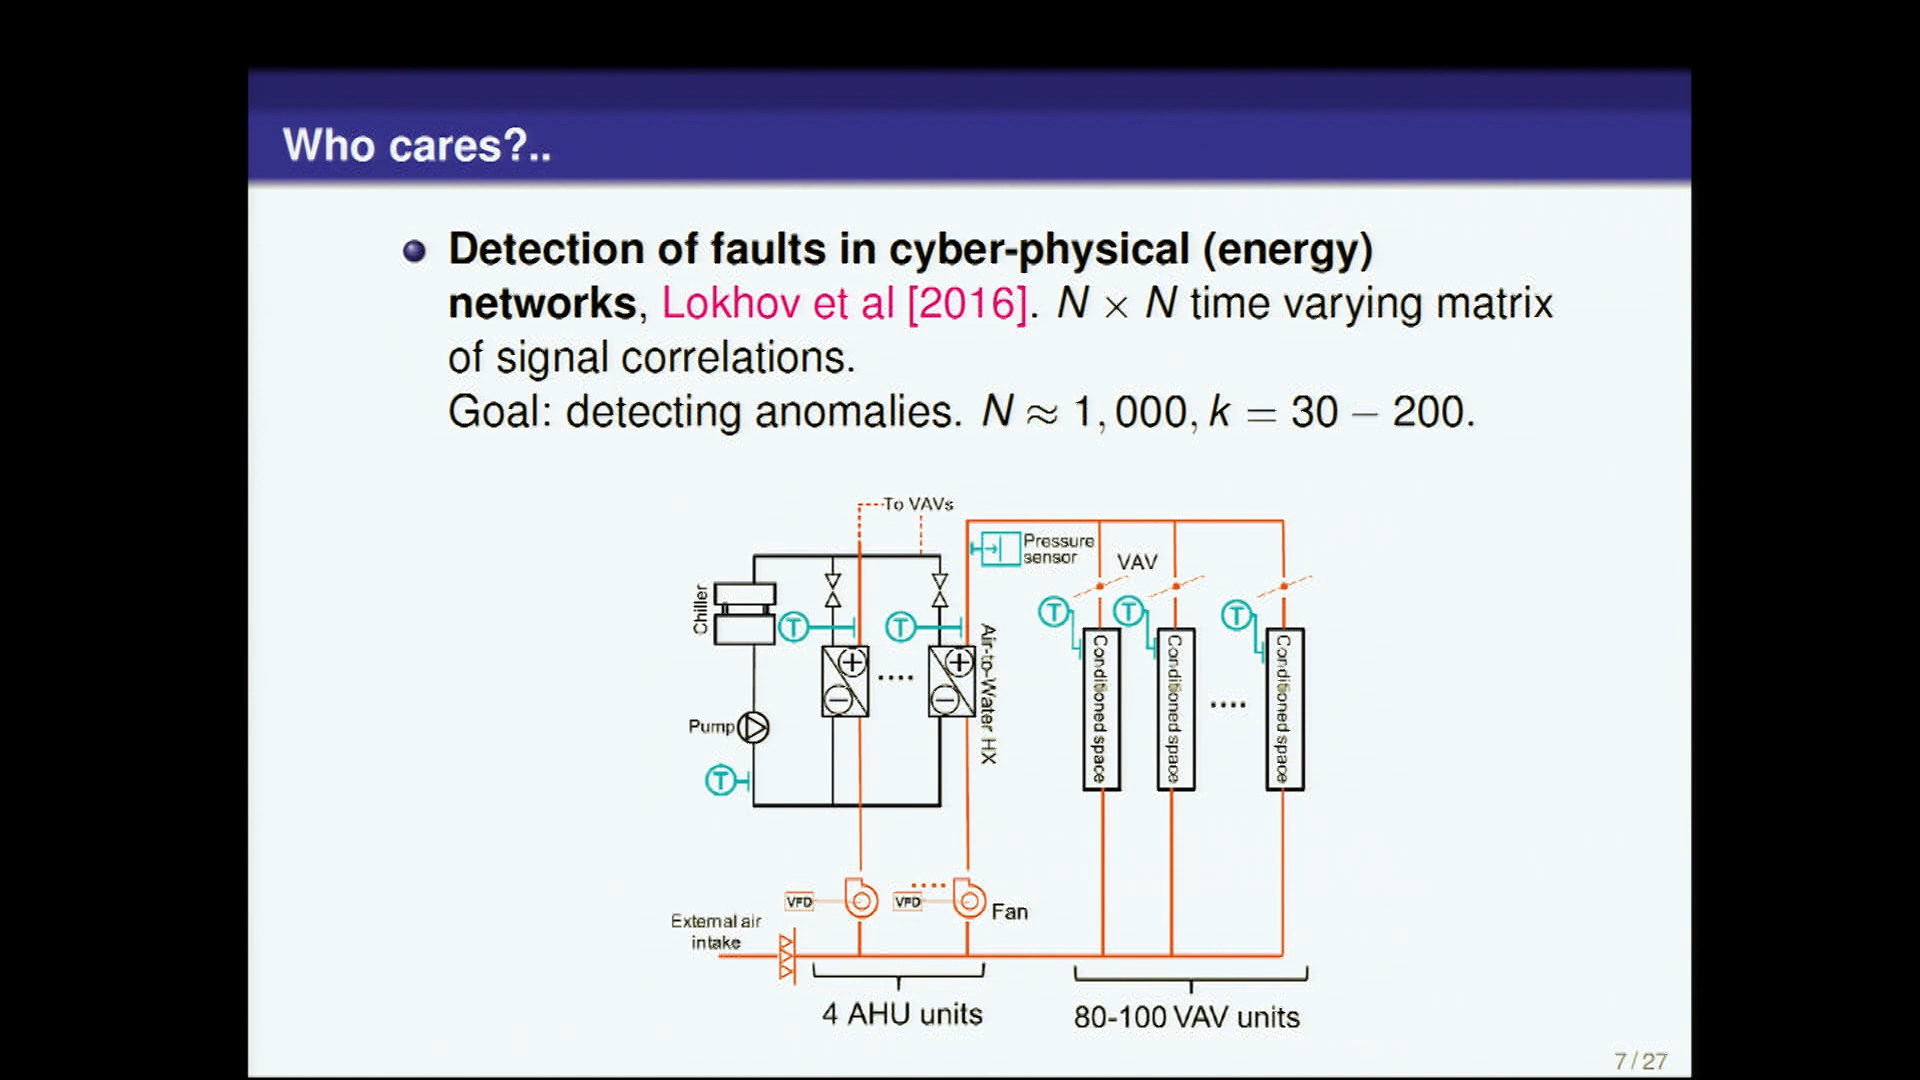 Who cares?..
Detection of faults in cyber-physical (energy)
networks, Lokhov et al [2016]. N × N time varying matrix
of signal correlations.
Goal: detecting anomalies. N ≈ 1, 000, k = 30 − 200.
To VAVs
Pressure
sensor
VAV
Chiller
T
T
T
T
T
Air-to-Water HX
Conditioned space
Conditioned space
Conditioned space
Pump
T
VFD
VFD
Fan
External air
intake
4 AHU units
80-100 VAV units
7 / 27